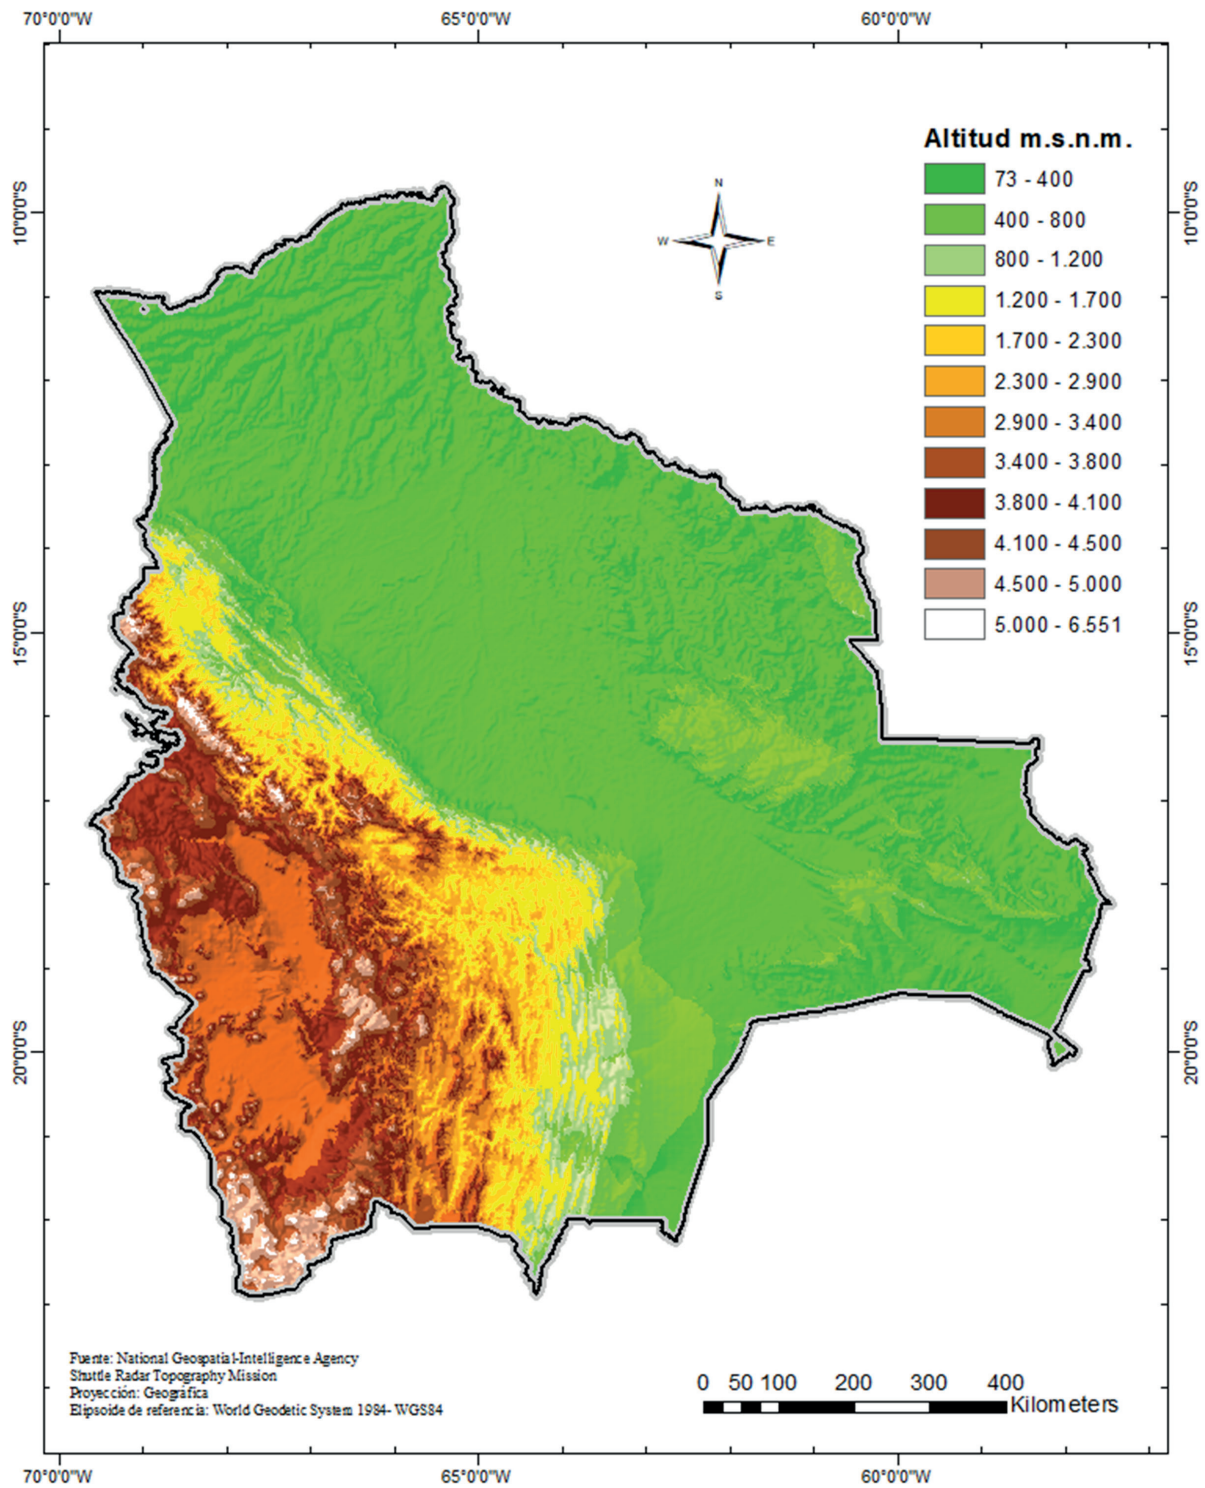 70°0'0"W 65°0'0"W 60°0'0"W
Altitud m.s.n.m.
73 - 400
400 - 800
800 - 1.200
1.200 - 1.700
1.700 - 2.300
2.300 - 2.900
2.900 - 3.400
3.400 - 3.800
3.800 - 4.100
4.100 - 4.500
4.500 - 5.000
5.000 - 6.551
N
W E
S
10°0'0"S 10°0'0"S
15°0'0"S 15°0'0"S
20°0'0"S 20°0'0"S
Fuente: National Geospatial-Intelligence Agency
Shuttle Radar Topography Mission
Proyección: Geográfica
Elipsoide de referencia: World Geodetic System 1984- WGS84
0 50 100 200 300 400
Kilometers
70°0'0"W 65°0'0"W 60°0'0"W